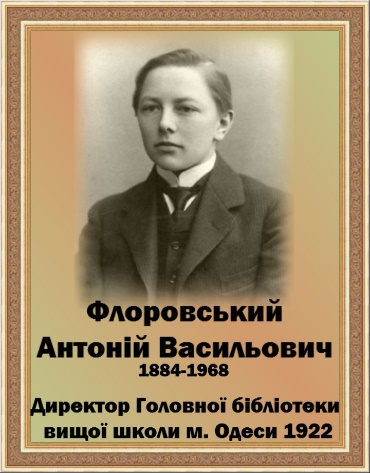 Флоровський
Антоній Васильович
1884-1968
Директор Головної бібліотеки
вищої школи м. Одеси 1922